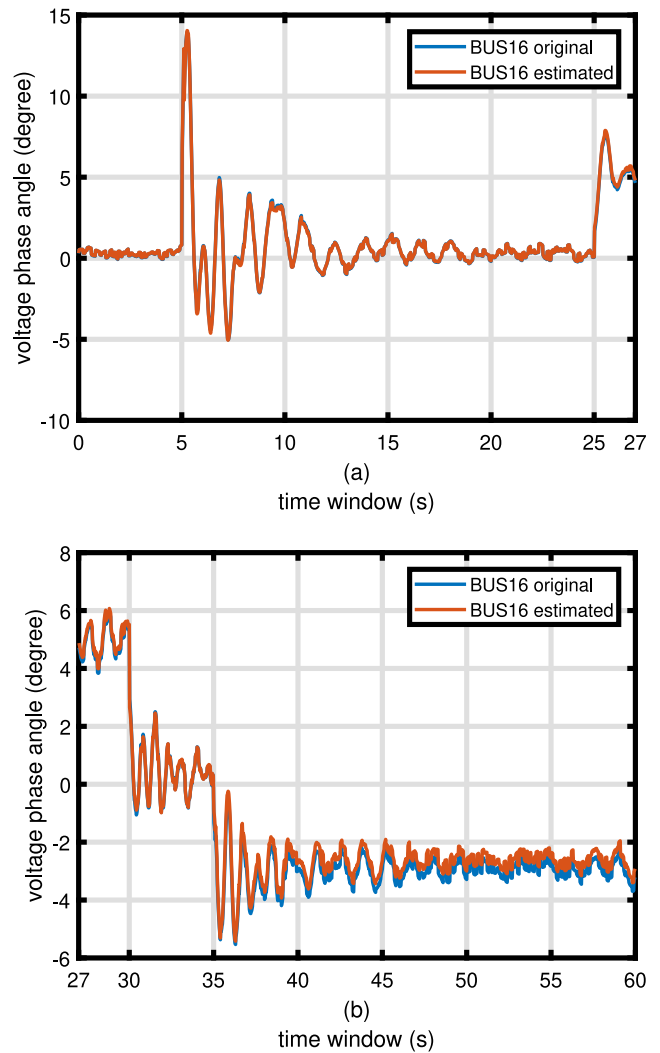 15
10
5
0
-5
-10
voltage phase angle (degree)
BUS16 original
BUS16 estimated
0 5 10 15 20 25 27
(a)
time window (s)
8
6
4
2
0
-2
-4
-6
voltage phase angle (degree)
BUS16 original
BUS16 estimated
27 30 35 40 45 50 55 60
(b)
time window (s)